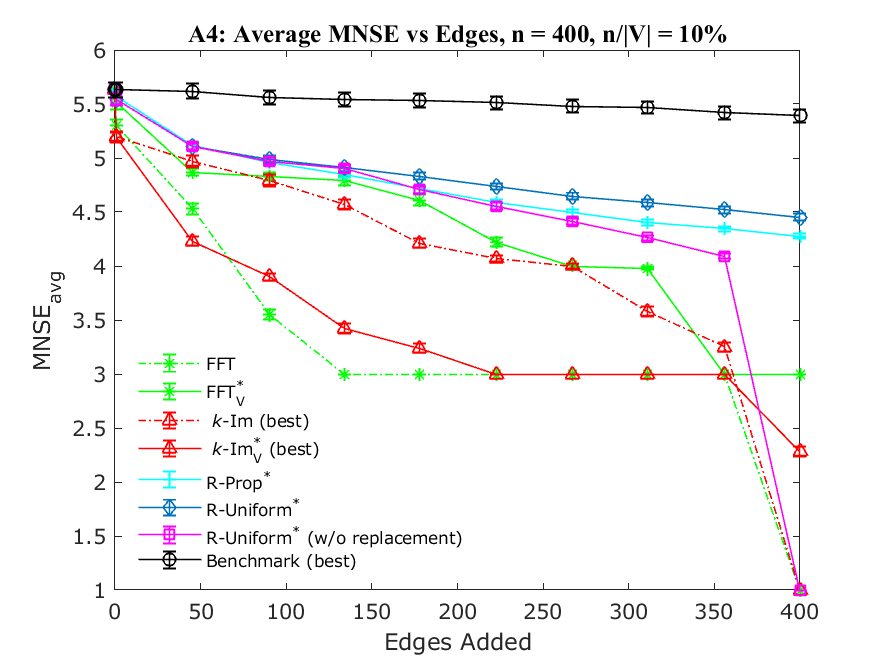 A4: Average MNSE vs Edges, n = 400, n/|V| = 10%
6
5.5
5
4.5
4
3.5
3
2.5
2
1.5
1
MNSE_avg
FFT
FFT*_V
k-Im (best)
k-Im*_V (best)
R-Prop*
R-Uniform*
R-Uniform* (w/o replacement)
Benchmark (best)
0 50 100 150 200 250 300 350 400
Edges Added